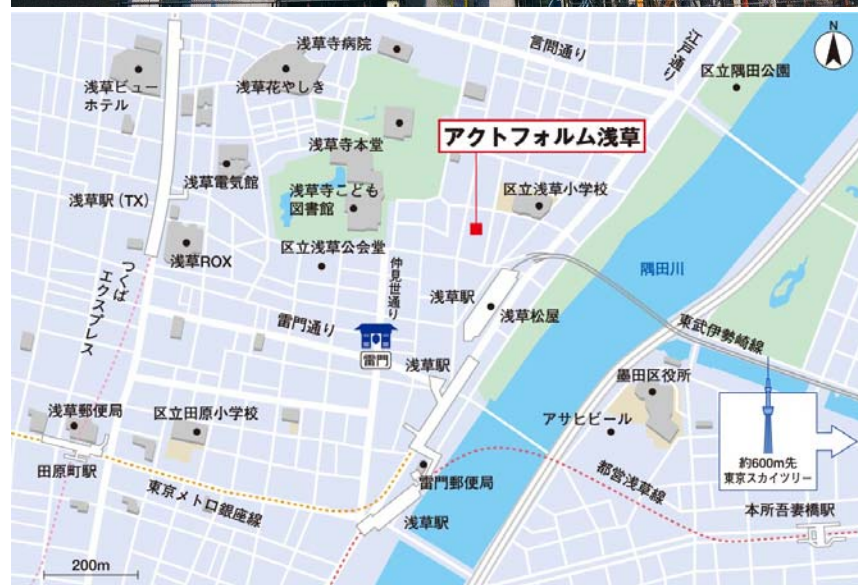 浅草寺病院
言問通り
江戸通り
N
区立隅田公園
浅草ビュー
ホテル
浅草花やしき
アクトフォルム浅草
浅草寺本堂
浅草電気館
浅草寺こども
図書館
区立浅草小学校
浅草駅（TX）
浅草ROX
区立浅草公会堂
仲見世通り
隅田川
つくば
エクスプレス
浅草駅
浅草松屋
雷門通り
東武伊勢崎線
雷門
浅草駅
墨田区役所
浅草郵便局
区立田原小学校
アサヒビール
約600m先
東京スカイツリー
田原町駅
東京メトロ銀座線
雷門郵便局
都営浅草線
浅草駅
本所吾妻橋駅
200m